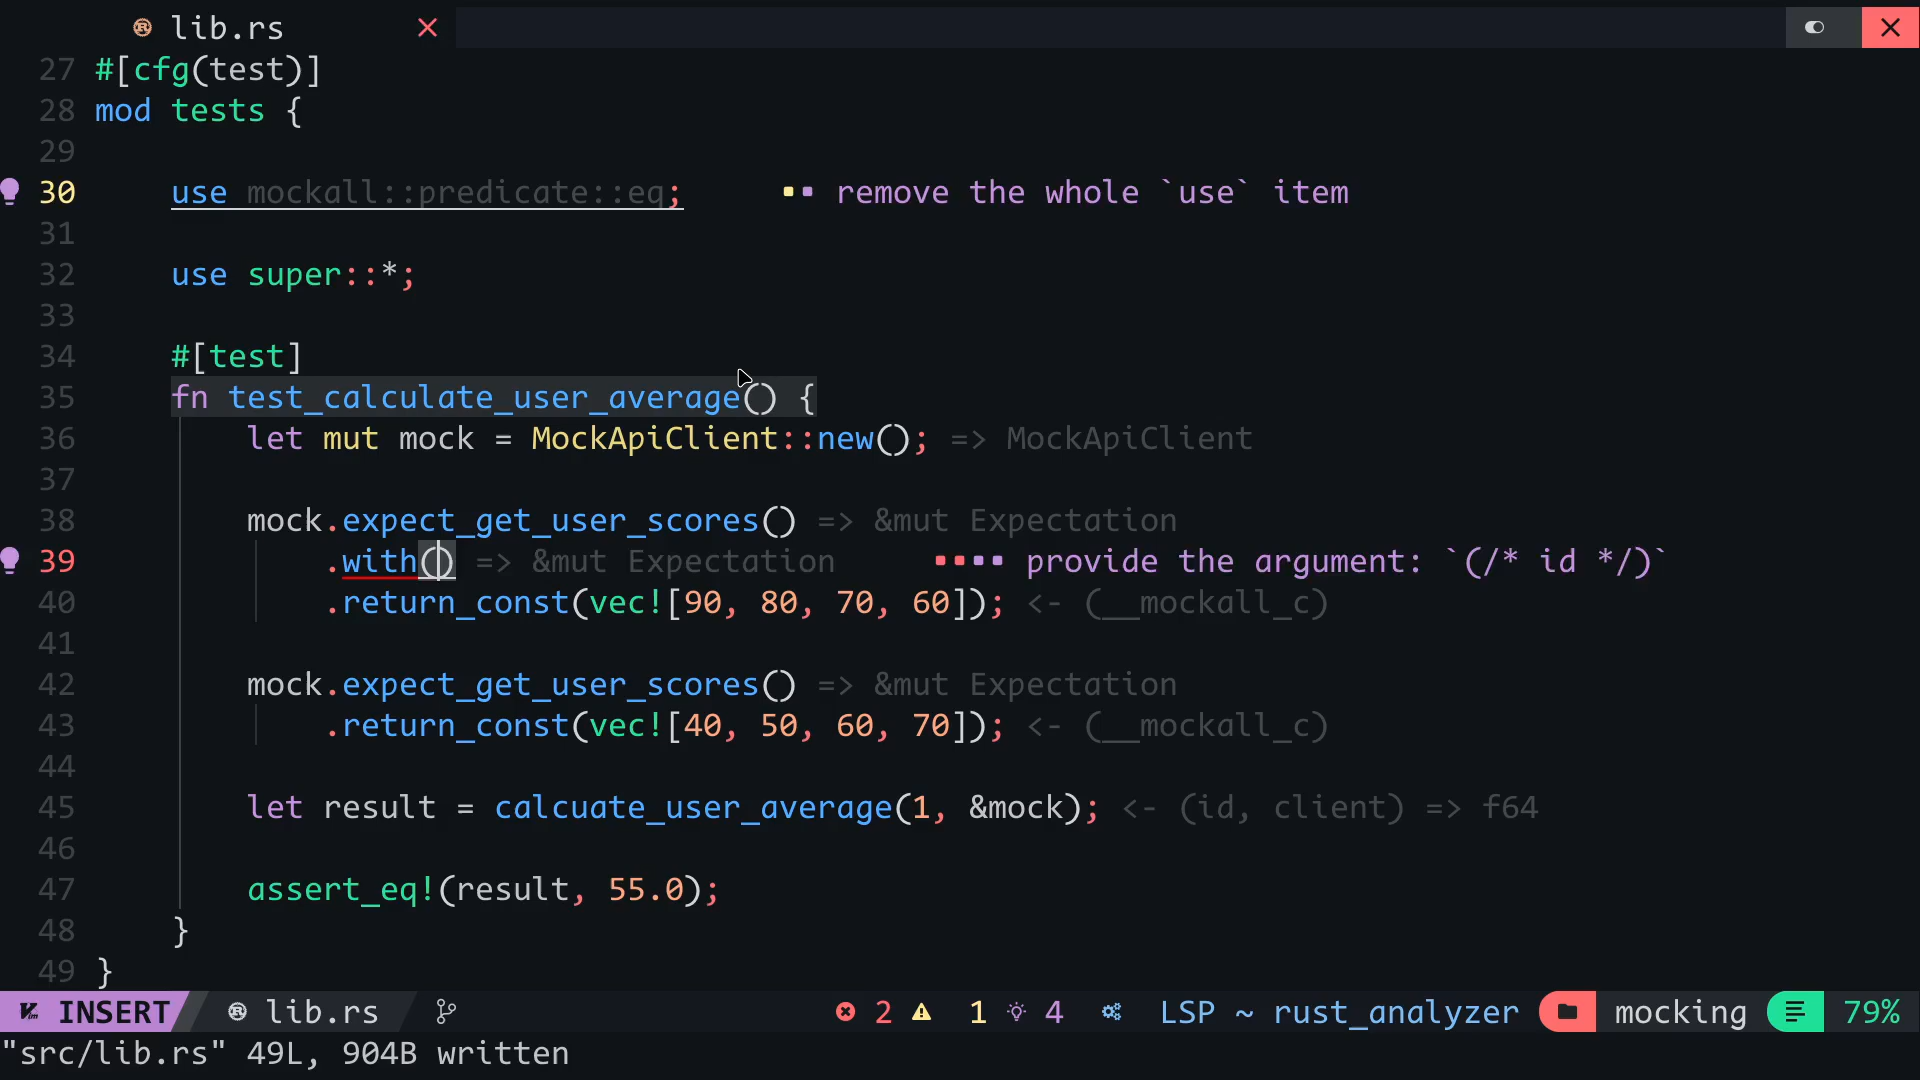 lib.rs
27 #[cfg(test)]
28 mod tests {
29
30 use mockall::predicate::eq; remove the whole `use` item
31
32 use super::*;
33
34 #[test]
35 fn test_calculate_user_average() {
36 let mut mock = MockApiClient::new(); => MockApiClient
37
38 mock.expect_get_user_scores() => &mut Expectation
39 .with() => &mut Expectation provide the argument: `(/* id */)`
40 .return_const(vec![90, 80, 70, 60]); <- (__mockall_c)
41
42 mock.expect_get_user_scores() => &mut Expectation
43 .return_const(vec![40, 50, 60, 70]); <- (__mockall_c)
44
45 let result = calcuate_user_average(1, &mock); <- (id, client) => f64
46
47 assert_eq!(result, 55.0);
48 }
49 }
INSERT lib.rs 2 1 4 LSP ~ rust_analyzer mocking 79%
"src/lib.rs" 49L, 904B written